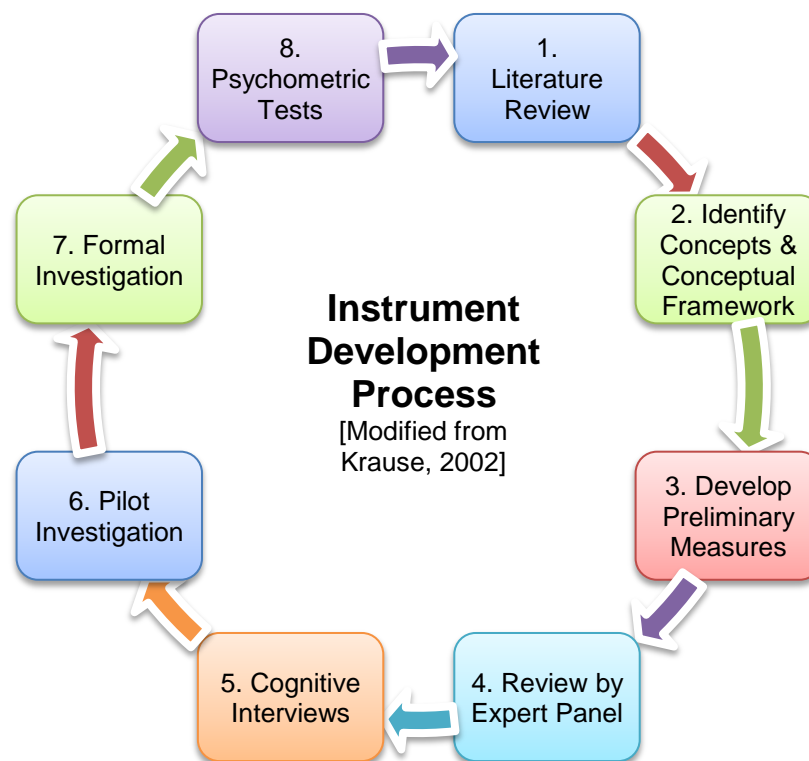 8.
Psychometric
Tests
1.
Literature
Review
2. Identify
Concepts &
Conceptual
Framework
3. Develop
Preliminary
Measures
4. Review by
Expert Panel
5. Cognitive
Interviews
6. Pilot
Investigation
7. Formal
Investigation
Instrument
Development
Process
[Modified from
Krause, 2002]